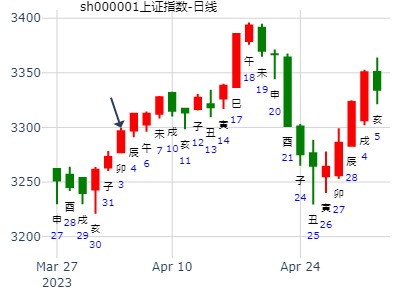 sh000001上证指数-日线
3400
3350
3300
3250
3200
申
27
酉
28
戌
29
亥
30
子
31
卯
3
辰
4
午
6
未
7
戌
10
亥
11
子
12
丑
13
寅
14
巳
17
午
18
未
19
申
20
酉
21
子
24
丑
25
寅
26
卯
27
辰
28
戌
4
亥
5
Mar 27
2023
Apr 10
Apr 24